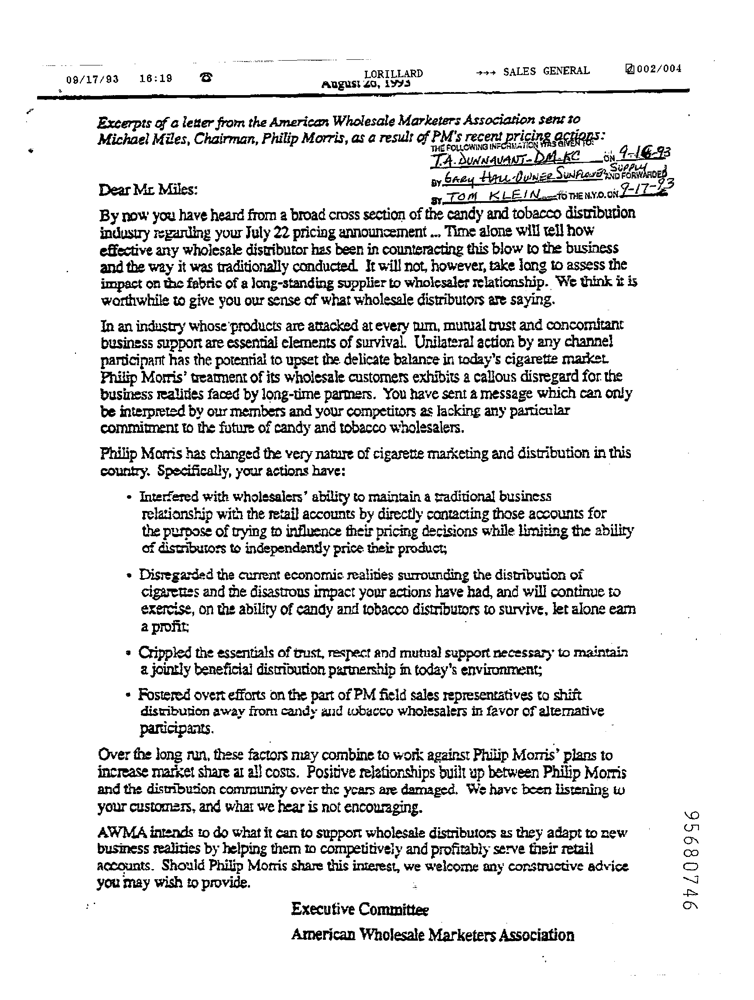 09/17/93 16:19 ☎ LORILLARD →→→ SALES GENERAL 002/004
August 20, 1993
Excerpts of a letter from the American Wholesale Marketers Association sent to
Michael Miles, Chairman, Philip Morris, as a result of PM's recent pricing actions:
THE FOLLOWING INFORMATION WAS GIVEN TO:
T.A. DUNNAVANT-DM-KC ON 9-16-93
BY GARY HALL-OWNER SUNFLOWER SUPPLY AND FORWARDED
BY TOM KLEIN TO THE N.Y.O. ON 9-17-93
Dear Mr. Miles:
By now you have heard from a broad cross section of the candy and tobacco distribution
industry regarding your July 22 pricing announcement ... Time alone will tell how
effective any wholesale distributor has been in counteracting this blow to the business
and the way it was traditionally conducted. It will not, however, take long to assess the
impact on the fabric of a long-standing supplier to wholesaler relationship. We think it is
worthwhile to give you our sense of what wholesale distributors are saying.
In an industry whose products are attacked at every turn, mutual trust and concomitant
business support are essential elements of survival. Unilateral action by any channel
participant has the potential to upset the delicate balance in today's cigarette market.
Philip Morris' treatment of its wholesale customers exhibits a callous disregard for the
business realities faced by long-time partners. You have sent a message which can only
be interpreted by our members and your competitors as lacking any particular
commitment to the future of candy and tobacco wholesalers.
Philip Morris has changed the very nature of cigarette marketing and distribution in this
country. Specifically, your actions have:
• Interfered with wholesalers' ability to maintain a traditional business
relationship with the retail accounts by directly contacting those accounts for
the purpose of trying to influence their pricing decisions while limiting the ability
of distributors to independently price their product;
• Disregarded the current economic realities surrounding the distribution of
cigarettes and the disastrous impact your actions have had, and will continue to
exercise, on the ability of candy and tobacco distributors to survive, let alone earn
a profit;
• Crippled the essentials of trust, respect and mutual support necessary to maintain
a jointly beneficial distribution partnership in today's environment;
• Fostered overt efforts on the part of PM field sales representatives to shift
distribution away from candy and tobacco wholesalers in favor of alternative
participants.
Over the long run, these factors may combine to work against Philip Morris' plans to
increase market share at all costs. Positive relationships built up between Philip Morris
and the distribution community over the years are damaged. We have been listening to
your customers, and what we hear is not encouraging.
AWMA intends to do what it can to support wholesale distributors as they adapt to new
business realities by helping them to competitively and profitably serve their retail
accounts. Should Philip Morris share this interest, we welcome any constructive advice
you may wish to provide.
Executive Committee
American Wholesale Marketers Association
95680746